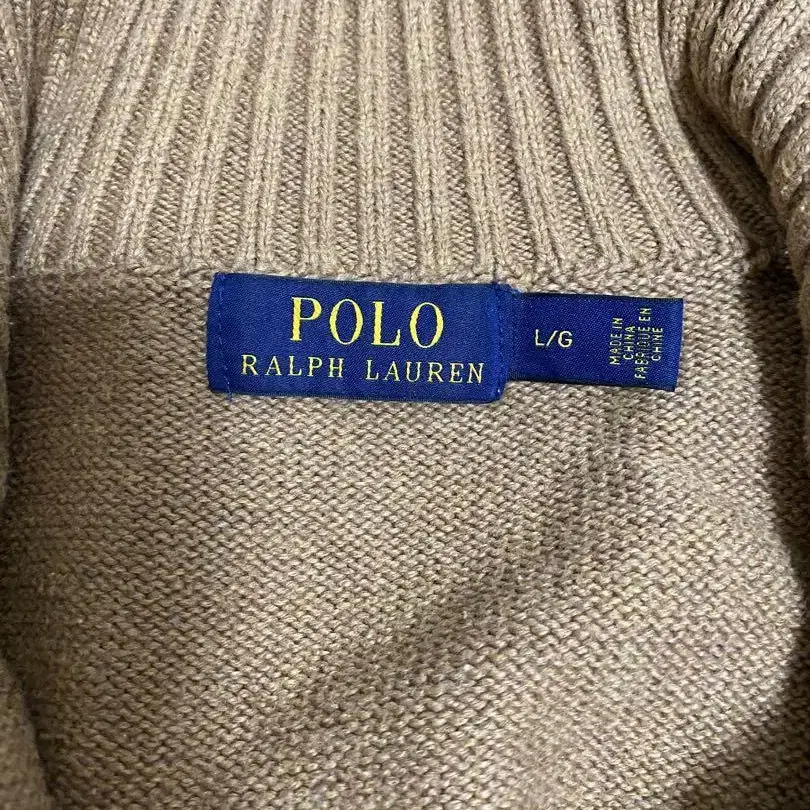 POLO
RALPH LAUREN
L/G
MADE IN
CHINA
FABRIQUE EN
CHINE